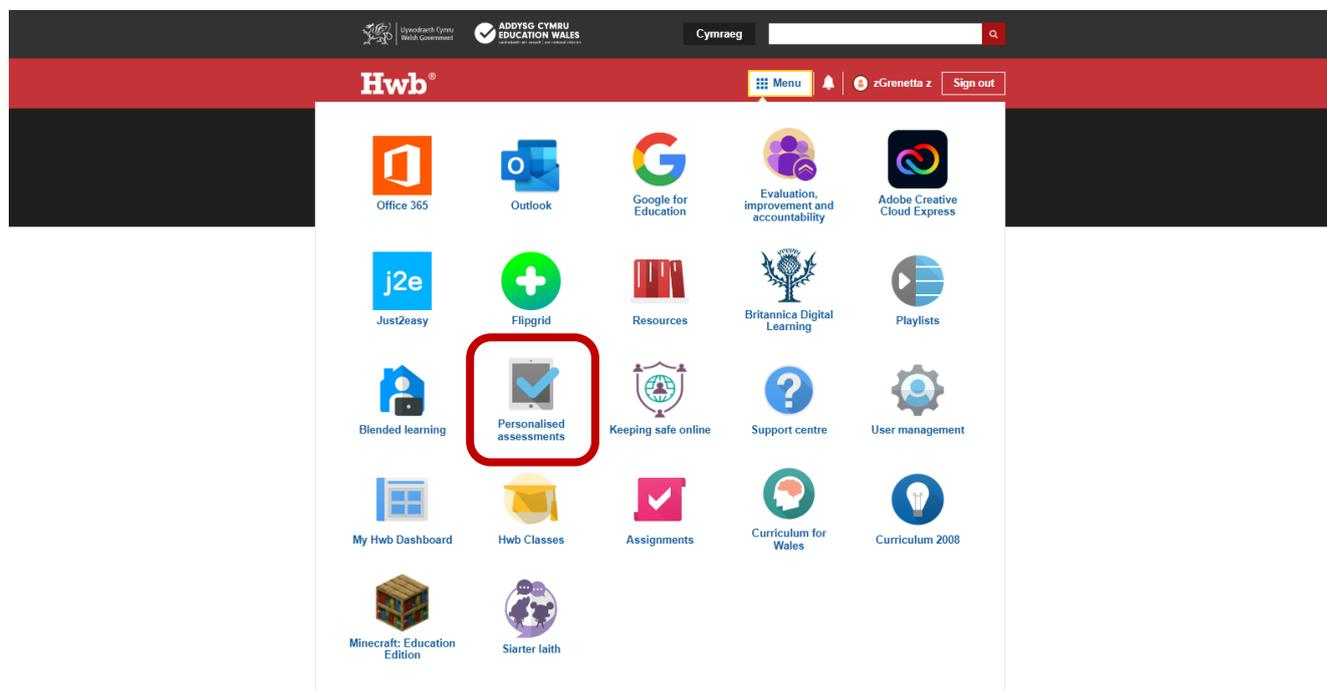 Llywodraeth Cymru
Welsh Government
ADDYSG CYMRU
EDUCATION WALES
Cymraeg
Hwb®
Menu
zGrenetta z
Sign out
Office 365
Outlook
Google for
Education
Evaluation,
improvement and
accountability
Adobe Creative
Cloud Express
j2e
Just2easy
Flipgrid
Resources
Britannica Digital
Learning
Playlists
Blended learning
Personalised
assessments
Keeping safe online
Support centre
User management
My Hwb Dashboard
Hwb Classes
Assignments
Curriculum for
Wales
Curriculum 2008
Minecraft: Education
Edition
Siarter Iaith